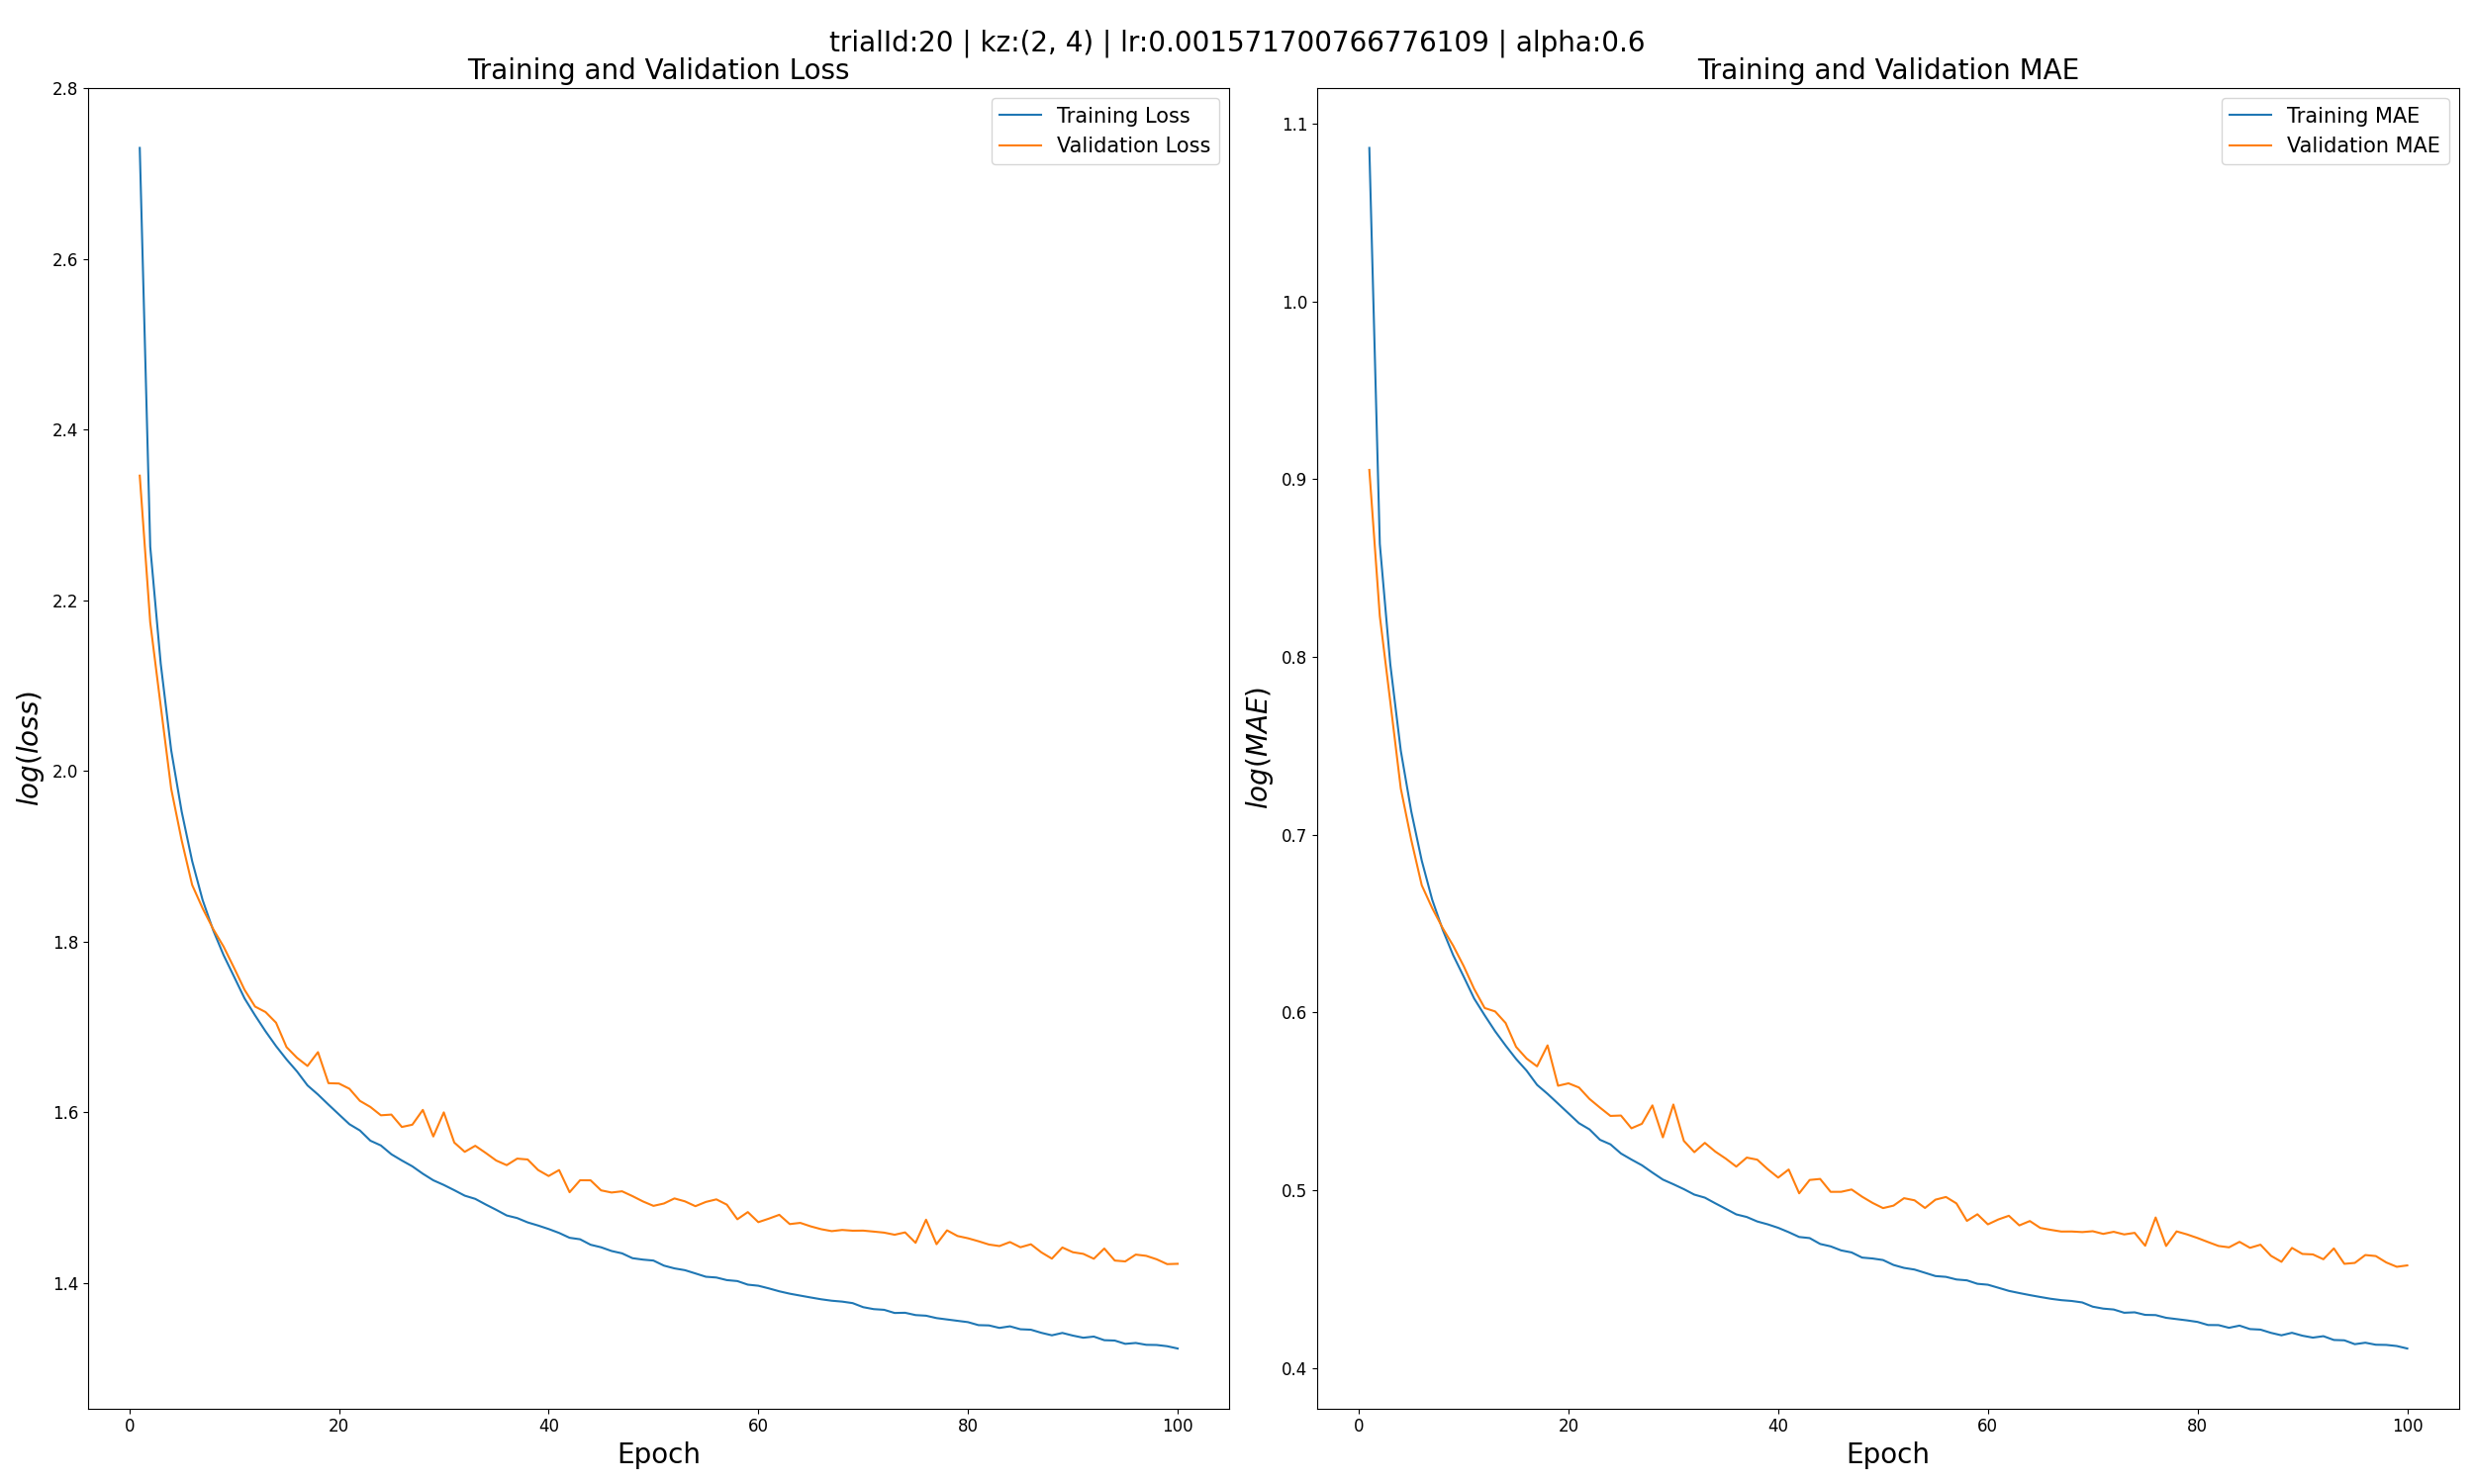 trialId:20 | kz:(2, 4) | lr:0.001571700766776109 | alpha:0.6
Training and Validation Loss
Training Loss
Validation Loss
2.8
2.6
2.4
2.2
2.0
1.8
1.6
1.4
log(loss)
0 20 40 60 80 100
Epoch
Training and Validation MAE
Training MAE
Validation MAE
1.1
1.0
0.9
0.8
0.7
0.6
0.5
0.4
log(MAE)
0 20 40 60 80 100
Epoch